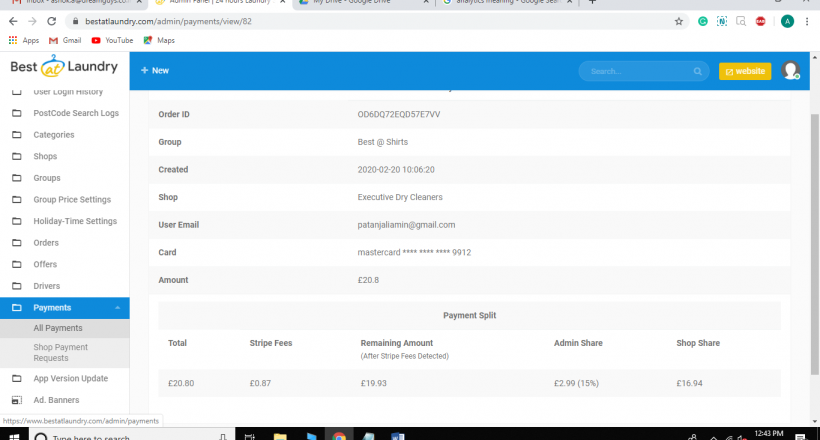 Admin Panel | 24 Hours Laundry
My Drive - Google Drive
bestatlaundry.com/admin/payments/view/82
A
Apps
Gmail
YouTube
Maps
Best at Laundry
+ New
Search...
website
User Login History
PostCode Search Logs
Categories
Shops
Groups
Group Price Settings
Holiday-Time Settings
Orders
Offers
Drivers
Payments
All Payments
Shop Payment
Requests
App Version Update
Ad. Banners
Order ID OD6DQ72EQD57E7VV
Group Best @ Shirts
Created 2020-02-20 10:06:20
Shop Executive Dry Cleaners
User Email patanjaliamin@gmail.com
Card mastercard **** **** **** 9912
Amount £20.8
Payment Split
Total Stripe Fees Remaining Amount Admin Share Shop Share
(After Stripe Fees Detected)
£20.80 £0.87 £19.93 £2.99 (15%) £16.94
https://www.bestatlaundry.com/admin/payments
Type here to search
12:43 PM